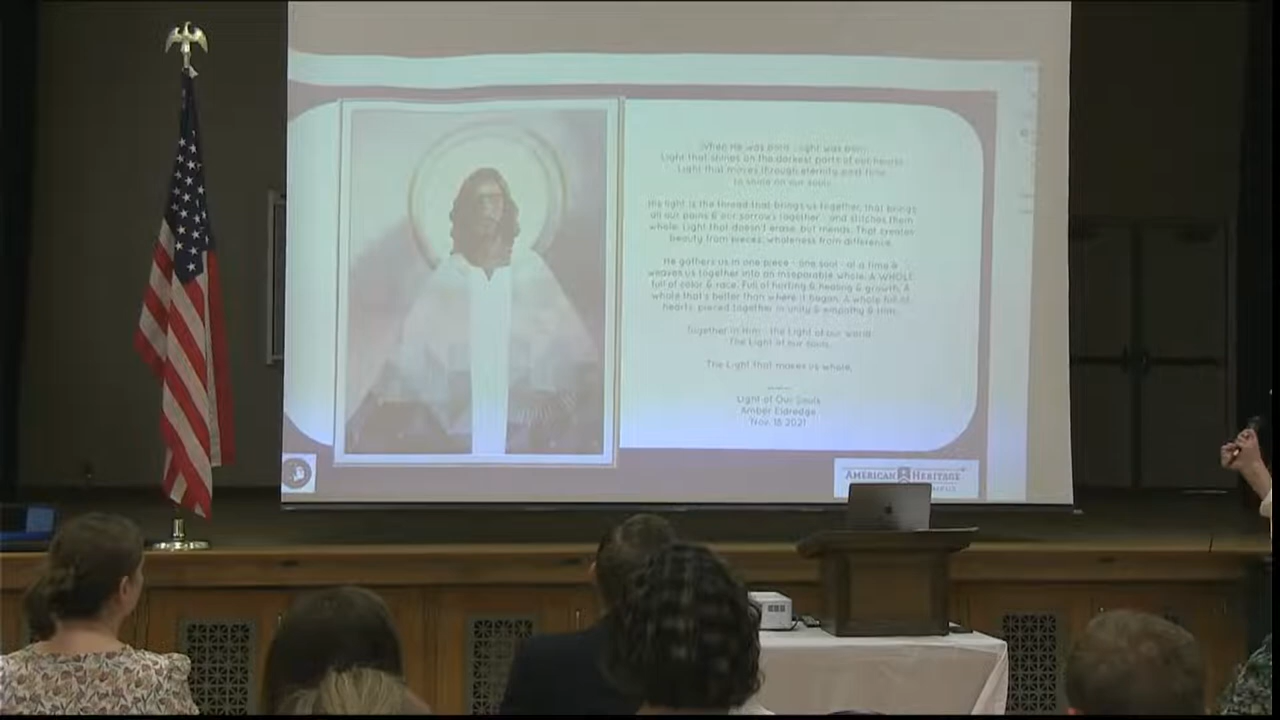 When He was born - Light was born.
Light that shines on the darkest parts of our hearts
Light that moves through eternity and time
to shine on our souls.
His light is the thread that brings us together, that brings
all our pains & our sorrows together - and stitches them
whole. Light that doesn't erase, but mends. That creates
beauty from pieces, wholeness from difference.
He gathers us in one piece - one soul - at a time &
weaves us together into an inseparable whole. A WHOLE
full of color & race. Full of hurting & healing & growth. A
whole that's better than where it began. A whole full of
hearts pieced together in unity & empathy & Him.
Together in Him - the Light of our world
The Light of our souls.
The Light that makes us whole.
Light of Our Souls
Amber Eldredge
Nov. 18 2021
AMERICAN HERITAGE